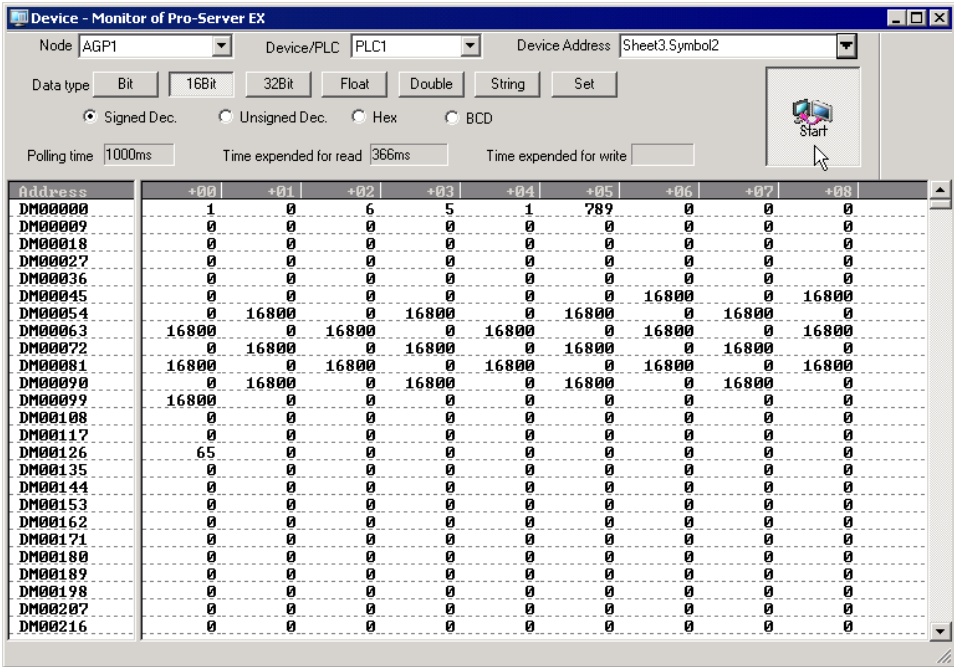 Device - Monitor of Pro-Server EX
Node AGP1 Device/PLC PLC1 Device Address Sheet3.Symbol2
Data type Bit 16Bit 32Bit Float Double String Set
Signed Dec. Unsigned Dec. Hex BCD
Start
Polling time 1000ms Time expended for read 366ms Time expended for write
Address +00 +01 +02 +03 +04 +05 +06 +07 +08
DM00000 1 0 6 5 1 789 0 0 0
DM00009 0 0 0 0 0 0 0 0 0
DM00018 0 0 0 0 0 0 0 0 0
DM00027 0 0 0 0 0 0 0 0 0
DM00036 0 0 0 0 0 0 0 0 0
DM00045 0 0 0 0 0 0 16800 0 16800
DM00054 0 16800 0 16800 0 16800 0 16800 0
DM00063 16800 0 16800 0 16800 0 16800 0 16800
DM00072 0 16800 0 16800 0 16800 0 16800 0
DM00081 16800 0 16800 0 16800 0 16800 0 16800
DM00090 0 16800 0 16800 0 16800 0 16800 0
DM00099 16800 0 0 0 0 0 0 0 0
DM00108 0 0 0 0 0 0 0 0 0
DM00117 0 0 0 0 0 0 0 0 0
DM00126 65 0 0 0 0 0 0 0 0
DM00135 0 0 0 0 0 0 0 0 0
DM00144 0 0 0 0 0 0 0 0 0
DM00153 0 0 0 0 0 0 0 0 0
DM00162 0 0 0 0 0 0 0 0 0
DM00171 0 0 0 0 0 0 0 0 0
DM00180 0 0 0 0 0 0 0 0 0
DM00189 0 0 0 0 0 0 0 0 0
DM00198 0 0 0 0 0 0 0 0 0
DM00207 0 0 0 0 0 0 0 0 0
DM00216 0 0 0 0 0 0 0 0 0